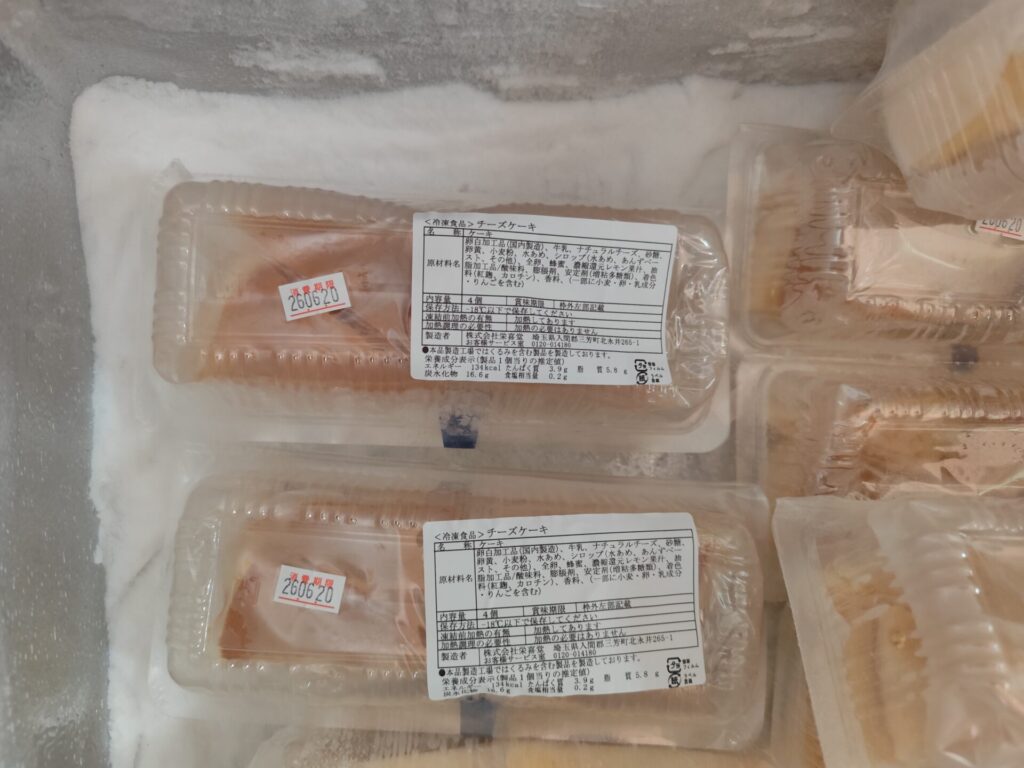 <冷凍食品>チーズケーキ
名 称 ケーキ
原材料名 卵白加工品(国内製造)、牛乳、ナチュラルチーズ、砂糖、
卵黄、小麦粉、水あめ、シロップ(水あめ、あんずペー
スト、その他)、全卵、蜂蜜、濃縮還元レモン果汁、油
脂加工品/酸味料、膨脹剤、安定剤(増粘多糖類)、着色
料(紅麹、カロチン)、香料、(一部に小麦・卵・乳成分
・りんごを含む)
内容量 4個 賞味期限 枠外左部記載
保存方法 -18℃以下で保存してください
凍結前加熱の有無 加熱してあります
加熱調理の必要性 加熱の必要はありません
製造者 株式会社栄喜堂 埼玉県入間郡三芳町北永井265-1
お客様サービス室 0120-014180
●本品製造工場ではくるみを含む製品を製造しております。
栄養成分表示(製品1個当りの推定値)
エネルギー 134kcal たんぱく質 3.9g 脂 質 5.8 g
炭水化物 16.6g 食塩相当量 0.2g
消費期限
260620
260620
<冷凍食品>チーズケーキ
名 称 ケーキ
原材料名 卵白加工品(国内製造)、牛乳、ナチュラルチーズ、砂糖、
卵黄、小麦粉、水あめ、シロップ(水あめ、あんずペー
スト、その他)、全卵、蜂蜜、濃縮還元レモン果汁、油
脂加工品/酸味料、膨脹剤、安定剤(増粘多糖類)、着色
料(紅麹、カロチン)、香料、(一部に小麦・卵・乳成分
・りんごを含む)
内容量 4個 賞味期限 枠外左部記載
保存方法 -18℃以下で保存してください
凍結前加熱の有無 加熱してあります
加熱調理の必要性 加熱の必要はありません
製造者 株式会社栄喜堂 埼玉県入間郡三芳町北永井265-1
お客様サービス室 0120-014180
●本品製造工場ではくるみを含む製品を製造しております。
栄養成分表示(製品1個当りの推定値)
エネルギー 134kcal たんぱく質 3.9g 脂 質 5.8 g
炭水化物 16.6g 食塩相当量 0.2g
消費期限
260620